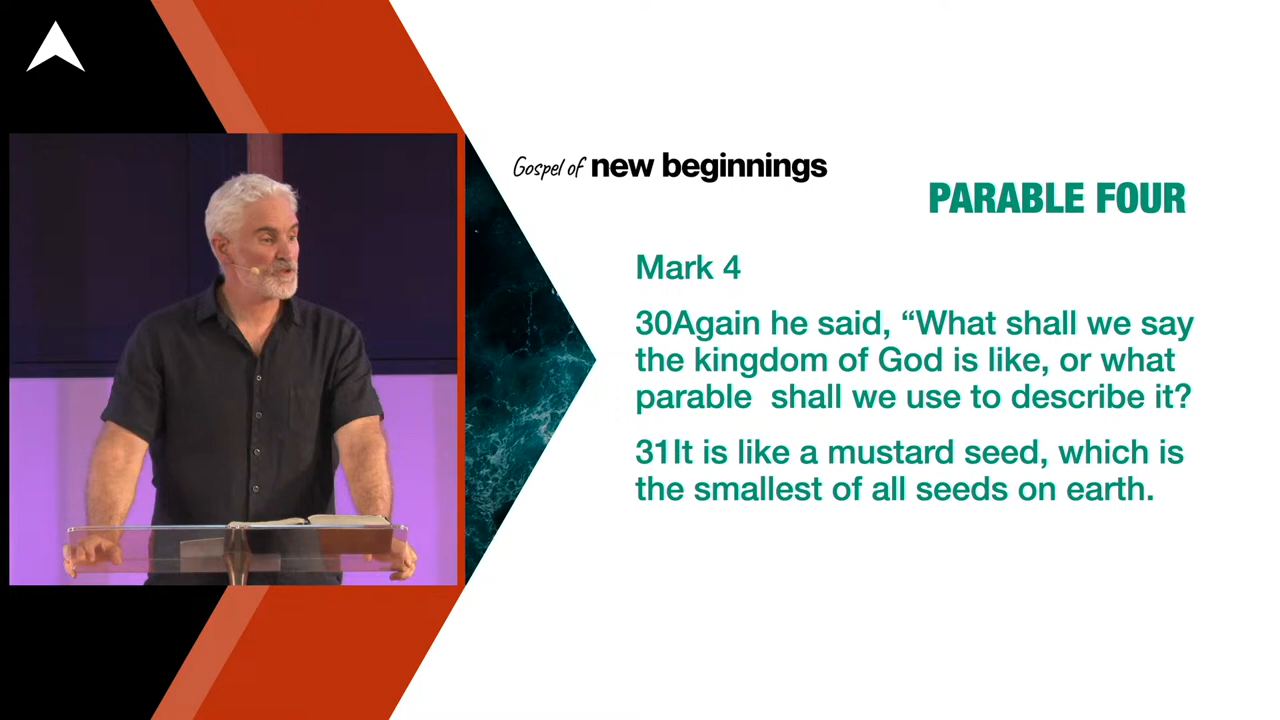 Gospel of new beginnings
PARABLE FOUR
Mark 4
30Again he said, “What shall we say
the kingdom of God is like, or what
parable  shall we use to describe it?
31It is like a mustard seed, which is
the smallest of all seeds on earth.